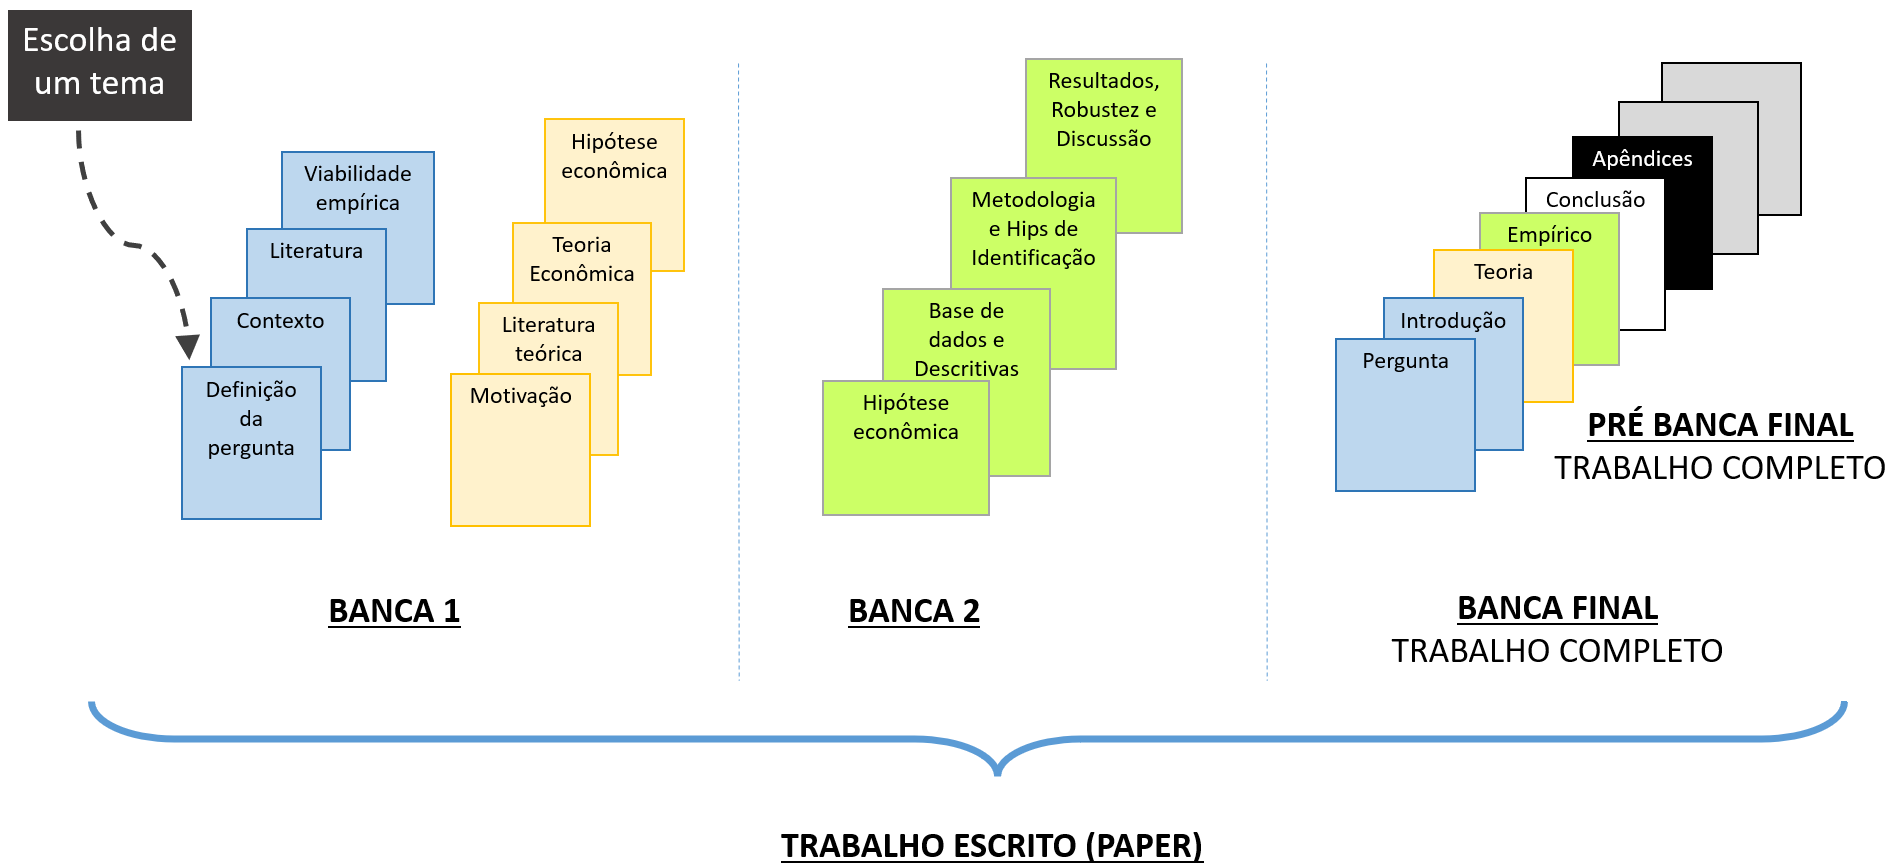 Escolha de
um tema
Viabilidade
empírica
Literatura
Contexto
Definição
da
pergunta
Hipótese
econômica
Teoria
Econômica
Literatura
teórica
Motivação
BANCA 1
Resultados,
Robustez e
Discussão
Metodologia
e Hips de
Identificação
Base de
dados e
Descritivas
Hipótese
econômica
BANCA 2
Apêndices
Conclusão
Empírico
Teoria
Introdução
Pergunta
PRÉ BANCA FINAL
TRABALHO COMPLETO
BANCA FINAL
TRABALHO COMPLETO
TRABALHO ESCRITO (PAPER)